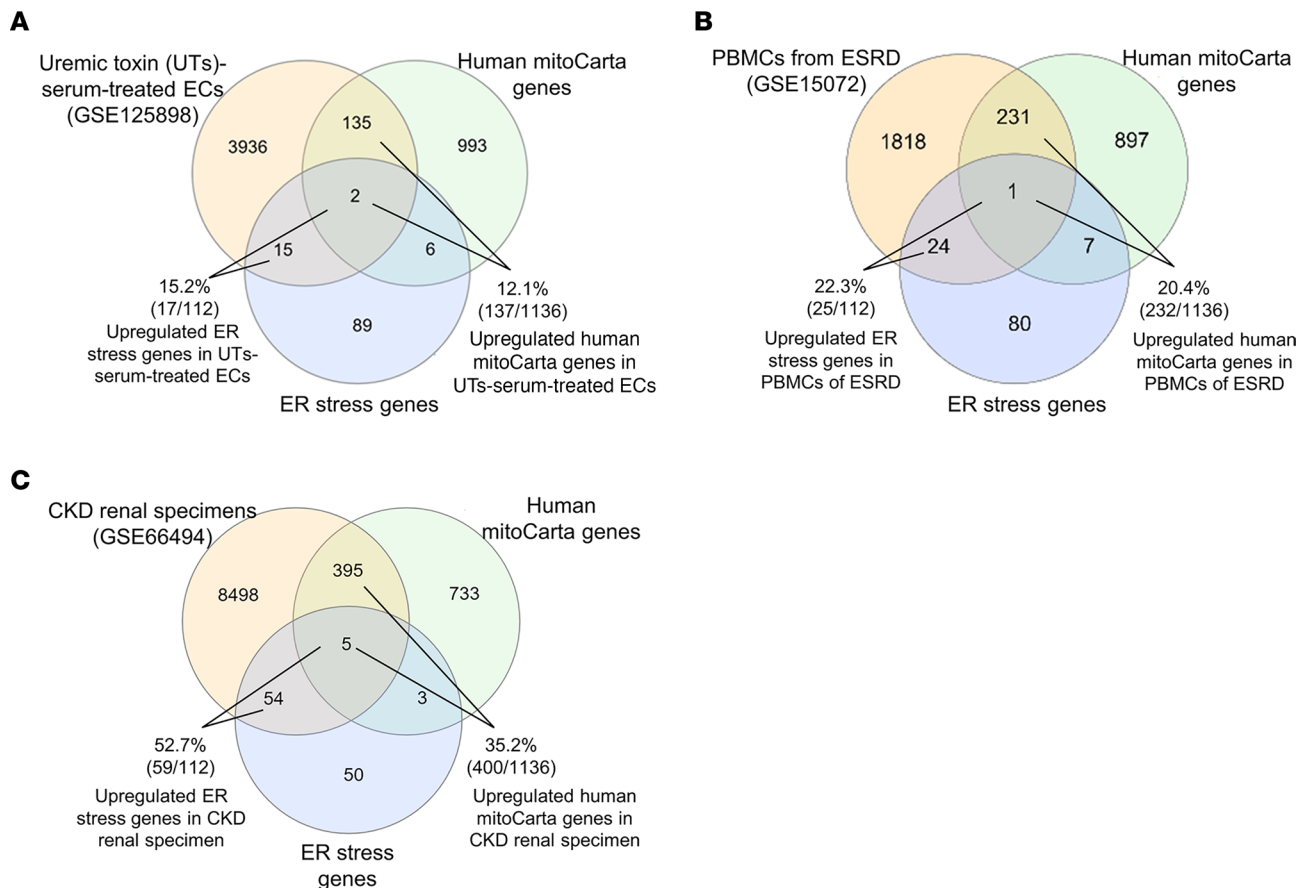 A
Uremic toxin (UTs)-
serum-treated ECs
(GSE125898)
Human mitoCarta
genes
3936
135
993
2
15
6
89
15.2%
(17/112)
Upregulated ER
stress genes in UTs-
serum-treated ECs
12.1%
(137/1136)
Upregulated human
mitoCarta genes in
UTs-serum-treated ECs
ER stress genes
B
PBMCs from ESRD
(GSE15072)
Human mitoCarta
genes
1818
231
897
1
24
7
80
22.3%
(25/112)
Upregulated ER
stress genes in
PBMCs of ESRD
20.4%
(232/1136)
Upregulated human
mitoCarta genes in
PBMCs of ESRD
ER stress genes
C
CKD renal specimens
(GSE66494)
Human
mitoCarta genes
8498
395
733
5
54
3
50
52.7%
(59/112)
Upregulated ER
stress genes in CKD
renal specimen
35.2%
(400/1136)
Upregulated human
mitoCarta genes in
CKD renal specimen
ER stress
genes